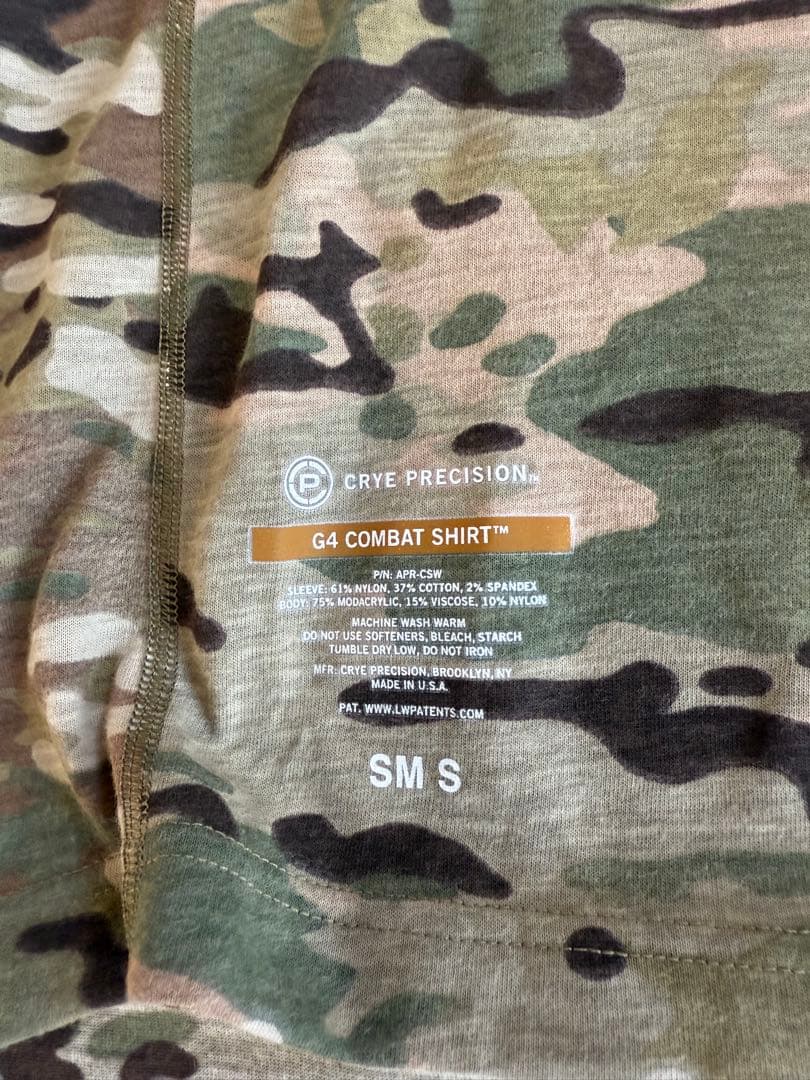 P CRYE PRECISION™
G4 COMBAT SHIRT™
P/N: APR-CSW
SLEEVE: 61% NYLON, 37% COTTON, 2% SPANDEX
BODY: 75% MODACRYLIC, 15% VISCOSE, 10% NYLON
MACHINE WASH WARM
DO NOT USE SOFTENERS, BLEACH, STARCH
TUMBLE DRY LOW, DO NOT IRON
MFR: CRYE PRECISION, BROOKLYN, NY
MADE IN U.S.A.
PAT. WWW.LWPATENTS.COM
SM S